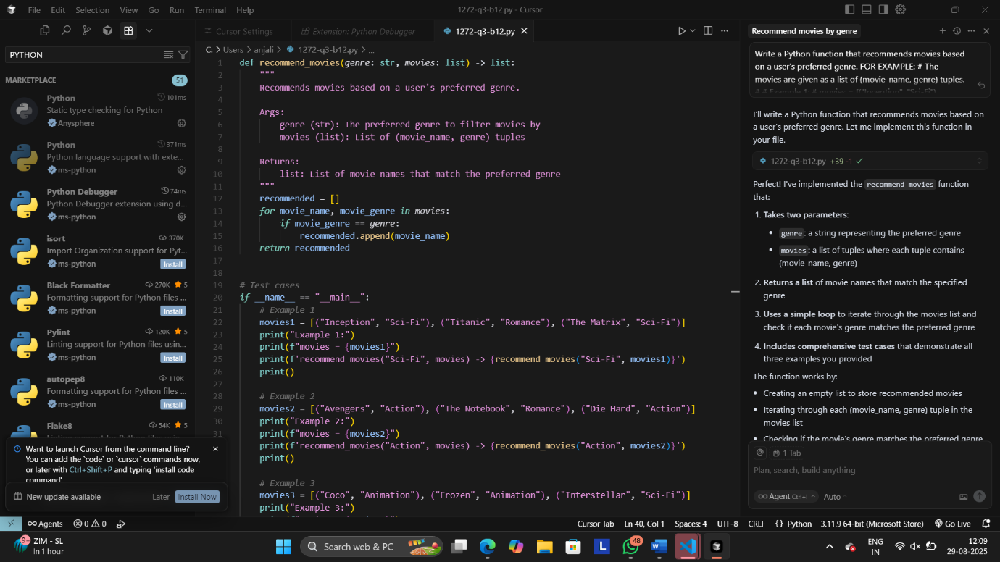 File Edit Selection View Go Run Terminal Help
1272-q3-b12.py - Cursor
Cursor Settings
Extension: Python Debugger
1272-q3-b12.py
PYTHON
MARKETPLACE 51
Python 101ms
Static type checking for Python
Anysphere
Python 371ms
Python language support with exte...
ms-python
Python Debugger 74ms
Python Debugger extension using d...
ms-python
isort 370K
Import Organization support for Pyt...
ms-python Install
Black Formatter 270K 5
Formatting support for Python files ...
ms-python Install
Pylint 120K 5
Linting support for Python files usin...
ms-python Install
autopep8 110K
Formatting support for Python files ...
ms-python Install
Flake8 54K 5
Linting support for Python files usin...
Want to launch Cursor from the command line?
You can add the `code` or `cursor` commands now,
or later with Ctrl+Shift+P and typing 'install code
command'
New update available Later Install Now
C: > Users > anjali > 1272-q3-b12.py > ...
1 def recommend_movies(genre: str, movies: list) -> list:
2 """
3 Recommends movies based on a user's preferred genre.
4
5 Args:
6 genre (str): The preferred genre to filter movies by
7 movies (list): List of (movie_name, genre) tuples
8
9 Returns:
10 list: List of movie names that match the preferred genre
11 """
12 recommended = []
13 for movie_name, movie_genre in movies:
14 if movie_genre == genre:
15 recommended.append(movie_name)
16 return recommended
17
18
19 # Test cases
20 if __name__ == "__main__":
21 # Example 1
22 movies1 = [("Inception", "Sci-Fi"), ("Titanic", "Romance"), ("The Matrix", "Sci-Fi")]
23 print("Example 1:")
24 print(f"movies = {movies1}")
25 print(f'recommend_movies("Sci-Fi", movies) -> {recommend_movies("Sci-Fi", movies1)}')
26 print()
27
28 # Example 2
29 movies2 = [("Avengers", "Action"), ("The Notebook", "Romance"), ("Die Hard", "Action")]
30 print("Example 2:")
31 print(f"movies = {movies2}")
print(f'recommend_movies("Action", movies) -> {recommend_movies("Action", movies2)}')
print()
# Example 3
movies3 = [("Coco", "Animation"), ("Frozen", "Animation"), ("Interstellar", "Sci-Fi")]
print("Example 3:")
Recommend movies by genre
Write a Python function that recommends movies based
on a user's preferred genre. FOR EXAMPLE: # The
movies are given as a list of (movie_name, genre) tuples.
# # Example 1: # movies = [("Inception", "Sci-Fi")
I'll write a Python function that recommends movies based
on a user's preferred genre. Let me implement this function in
your file.
1272-q3-b12.py +39 -1
Perfect! I've implemented the recommend_movies function
that:
1. Takes two parameters:
• genre: a string representing the preferred genre
• movies: a list of tuples where each tuple contains
(movie_name, genre)
2. Returns a list of movie names that match the specified
genre
3. Uses a simple loop to iterate through the movies list and
check if each movie's genre matches the preferred genre
4. Includes comprehensive test cases that demonstrate all
three examples you provided
The function works by:
• Creating an empty list to store recommended movies
• Iterating through each (movie_name, genre) tuple in the
movies list
• Checking if the movie's genre matches the preferred genre
@ 1 Tab
Plan, search, build anything
∞ Agent Ctrl+I Auto
∞ Agents 0 0
Cursor Tab Ln 40, Col 1 Spaces: 4 UTF-8 CRLF {} Python 3.11.9 64-bit (Microsoft Store) Go Live
9+ ZIM - SL
In 1 hour
Search web & PC
L
48
W
ENG
IN
12:09
29-08-2025